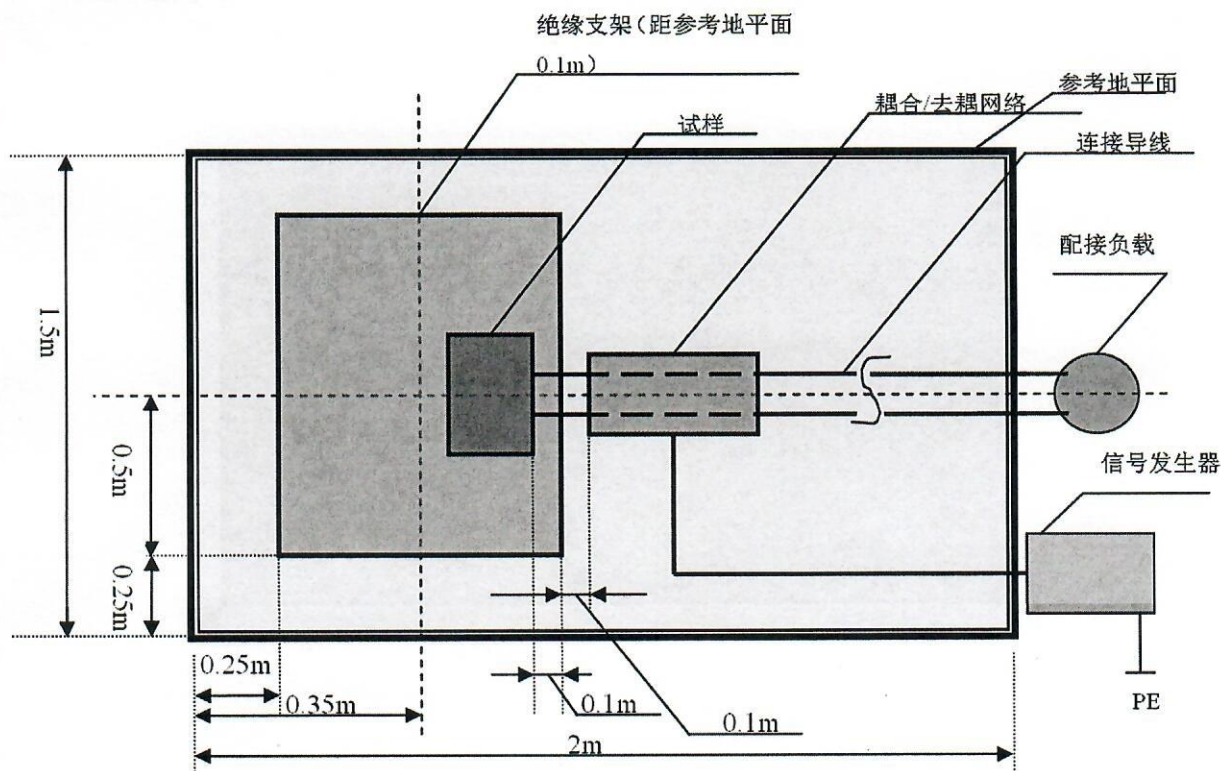 绝缘支架（距参考地平面
0.1m）
参考地平面
耦合/去耦网络
试样
连接导线
配接负载
1.5m
0.5m
信号发生器
0.25m
0.25m
0.35m
0.1m
0.1m
PE
2m